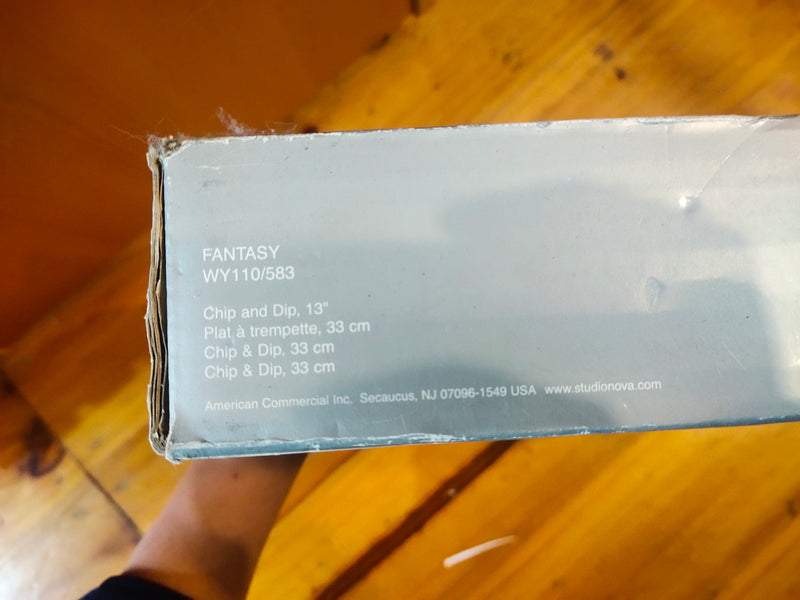 FANTASY
WY110/583
Chip and Dip, 13"
Plat à trempette, 33 cm
Chip & Dip, 33 cm
Chip & Dip, 33 cm
American Commercial Inc. Secaucus, NJ 07096-1549 USA www.studionova.com